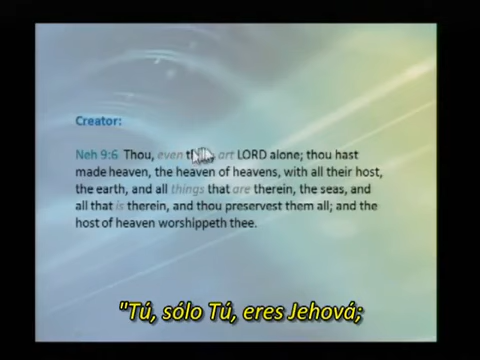 Creator:
Neh 9:6 Thou, even art LORD alone; thou hast
made heaven, the heaven of heavens, with all their host,
the earth, and all things that are therein, the seas, and
all that is therein, and thou preservest them all; and the
host of heaven worshippeth thee.
"Tú, sólo Tú, eres Jehová;